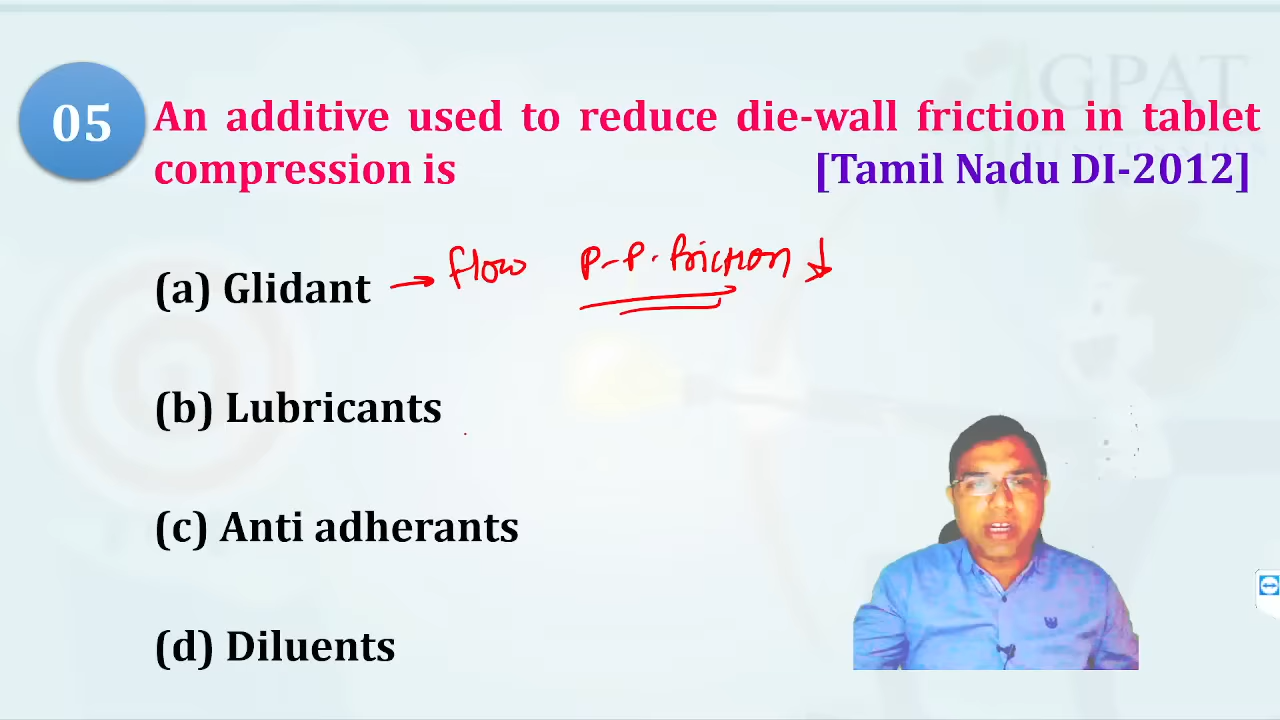 GPAT
05
An additive used to reduce die-wall friction in tablet
compression is [Tamil Nadu DI-2012]
(a) Glidant → flow P-P. friction ↓
(b) Lubricants
(c) Anti adherants
(d) Diluents